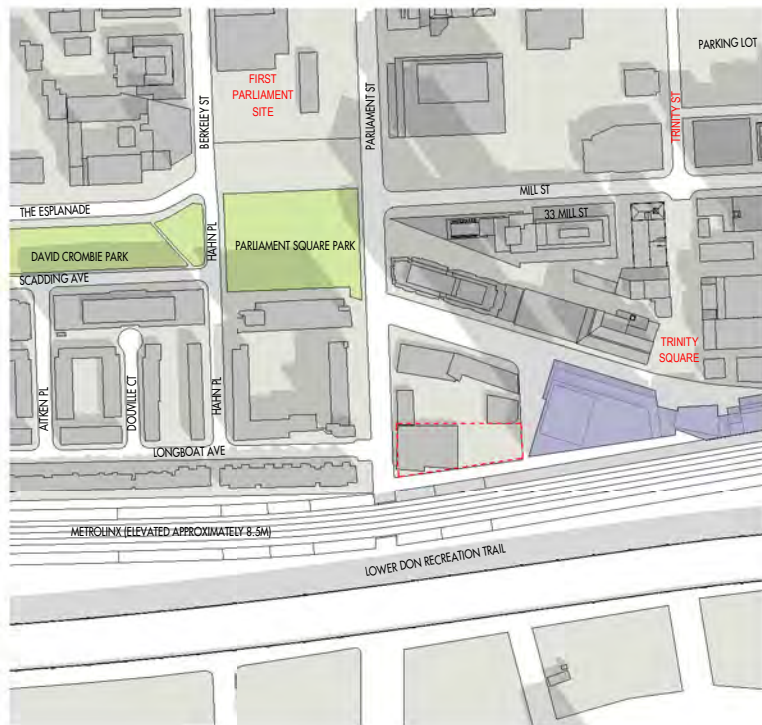 PARKING LOT
FIRST
PARLIAMENT
SITE
BERKELEY ST
PARLIAMENT ST
TRINITY ST
MILL ST
THE ESPLANADE
33 MILL ST
HAHN PL
PARLIAMENT SQUARE PARK
DAVID CROMBIE PARK
SCADDING AVE
TRINITY
SQUARE
AITKEN PL
DOUVILLE CT
HAHN PL
LONGBOAT AVE
METROLINX (ELEVATED APPROXIMATELY 8.5M)
LOWER DON RECREATION TRAIL